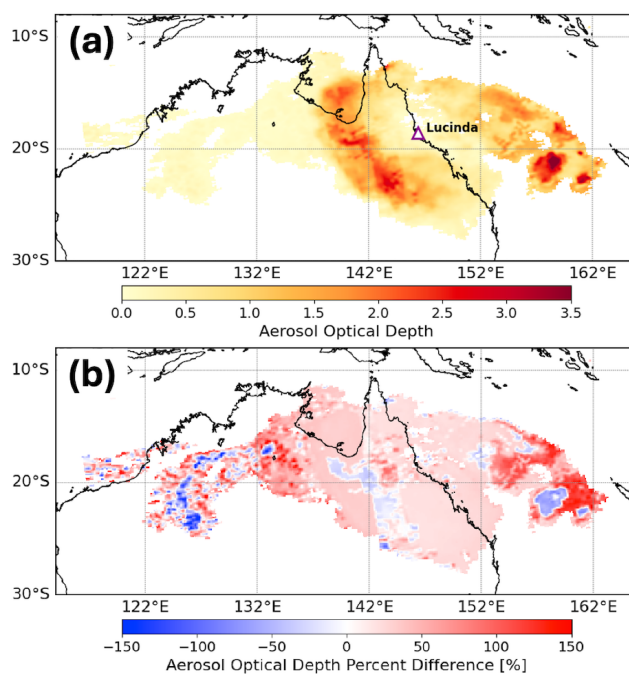 (a)
10°S
20°S
30°S
Lucinda
122°E 132°E 142°E 152°E 162°E
0.0 0.5 1.0 1.5 2.0 2.5 3.0 3.5
Aerosol Optical Depth
(b)
10°S
20°S
30°S
122°E 132°E 142°E 152°E 162°E
−150 −100 −50 0 50 100 150
Aerosol Optical Depth Percent Difference [%]